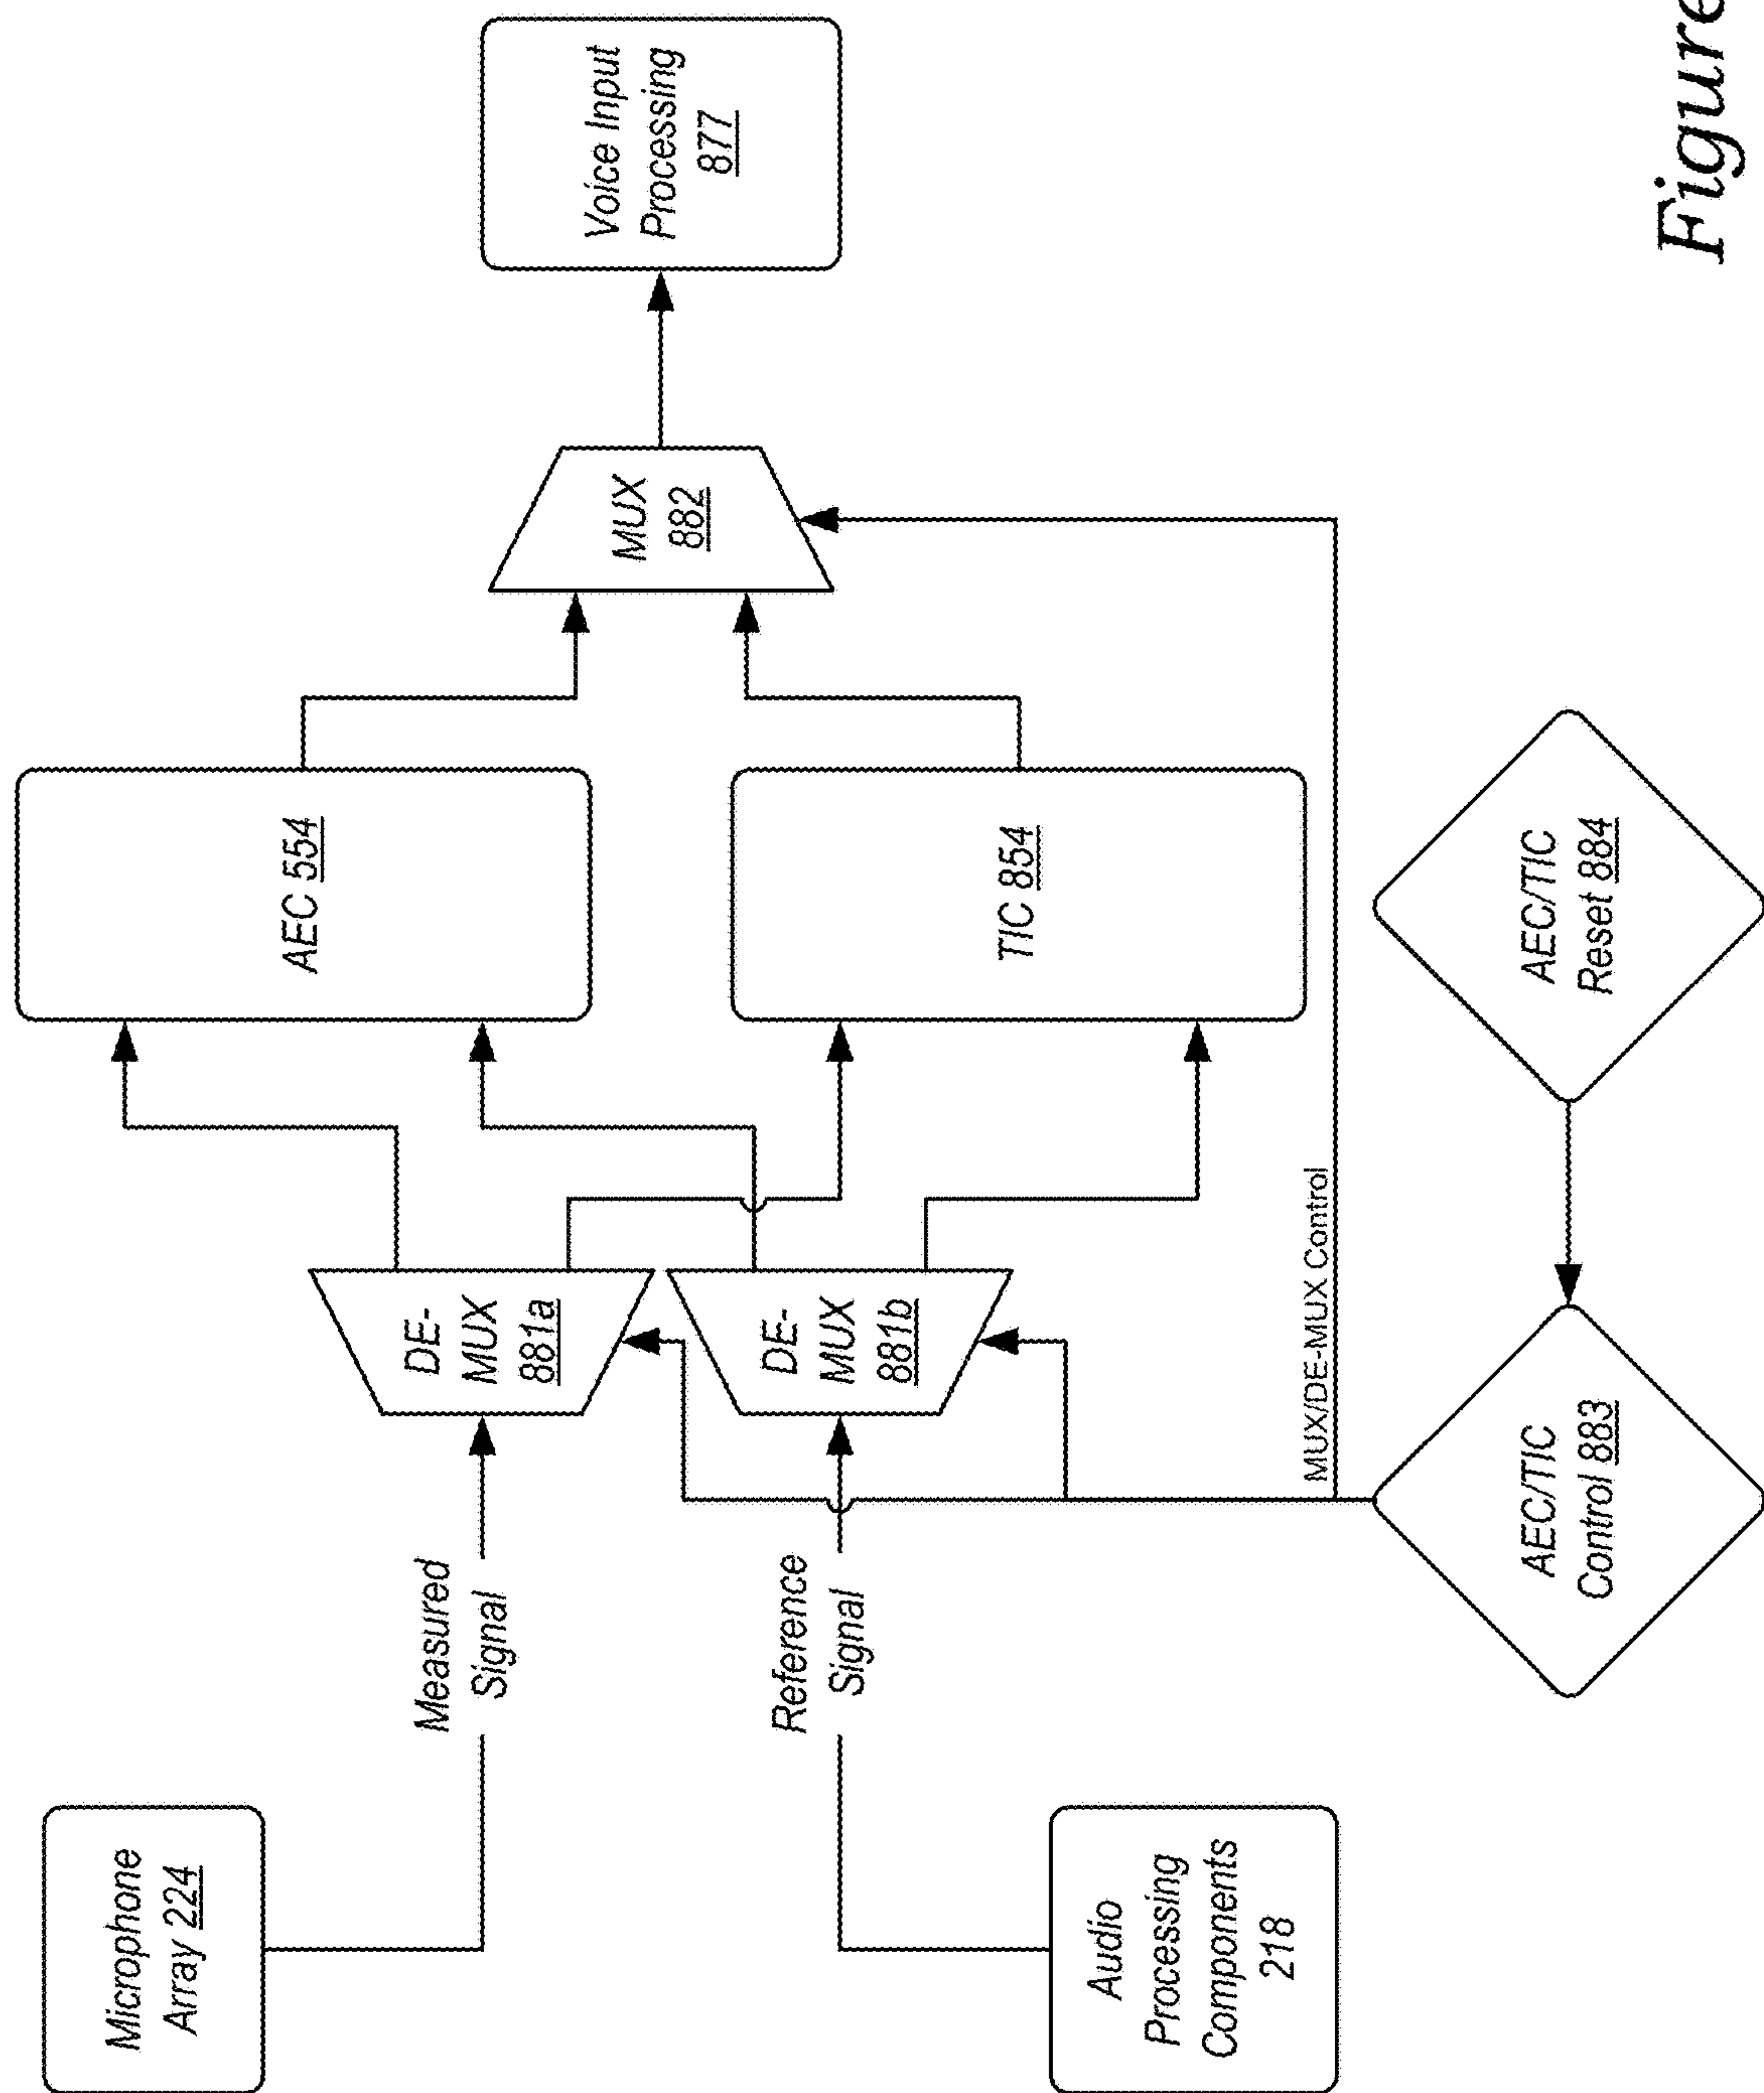 Microphone
Array 224
Measured
Signal
DE-
MUX
881a
AEC 554
MUX
882
Voice Input
Processing
877
Audio
Processing
Components
218
Reference
Signal
DE-
MUX
881b
TIC 854
MUX/DE-MUX Control
AEC/TIC
Control 883
AEC/TIC
Reset 884
Figure